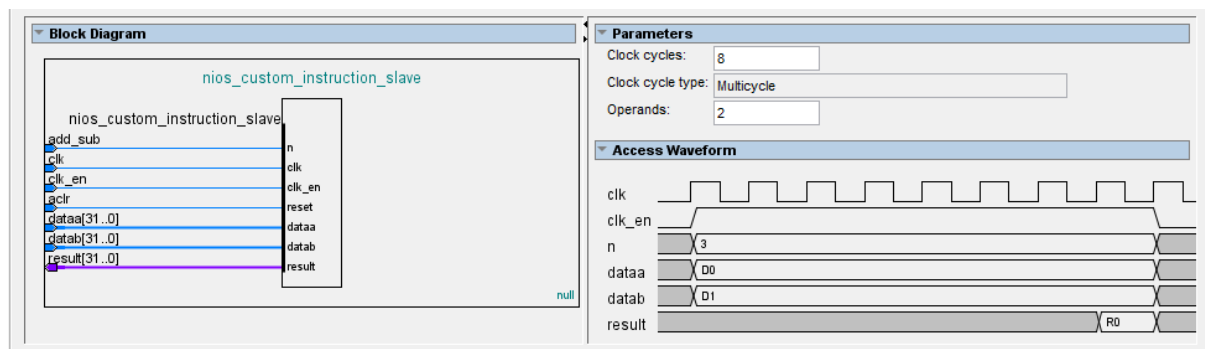 Block Diagram
nios_custom_instruction_slave
nios_custom_instruction_slave
add_sub
n
clk
clk
clk_en
clk_en
aclr
reset
dataa[31..0]
dataa
datab[31..0]
datab
result[31..0]
result
null
Parameters
Clock cycles: 8
Clock cycle type: Multicycle
Operands: 2
Access Waveform
clk
clk_en
n 3
dataa D0
datab D1
result R0